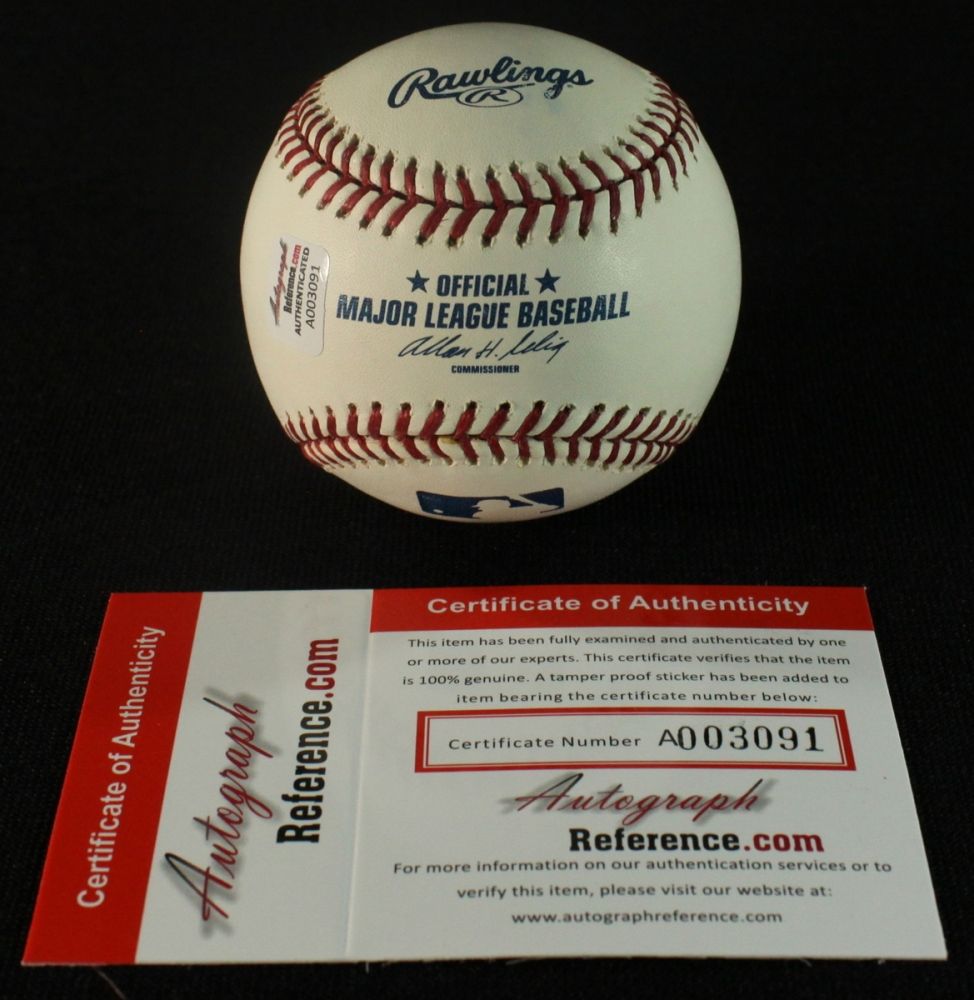 Rawlings
R
Autograph
Reference.com
AUTHENTICATED
A003091
OFFICIAL
MAJOR LEAGUE BASEBALL
Allan H. Selig
COMMISSIONER
Certificate of Authenticity
Autograph
Reference.com
Certificate of Authenticity
This item has been fully examined and authenticated by one
or more of our experts. This certificate verifies that the item
is 100% genuine. A tamper proof sticker has been added to
item bearing the certificate number below:
Certificate Number A003091
Autograph
Reference.com
For more information on our authentication services or to
verify this item, please visit our website at:
www.autographreference.com